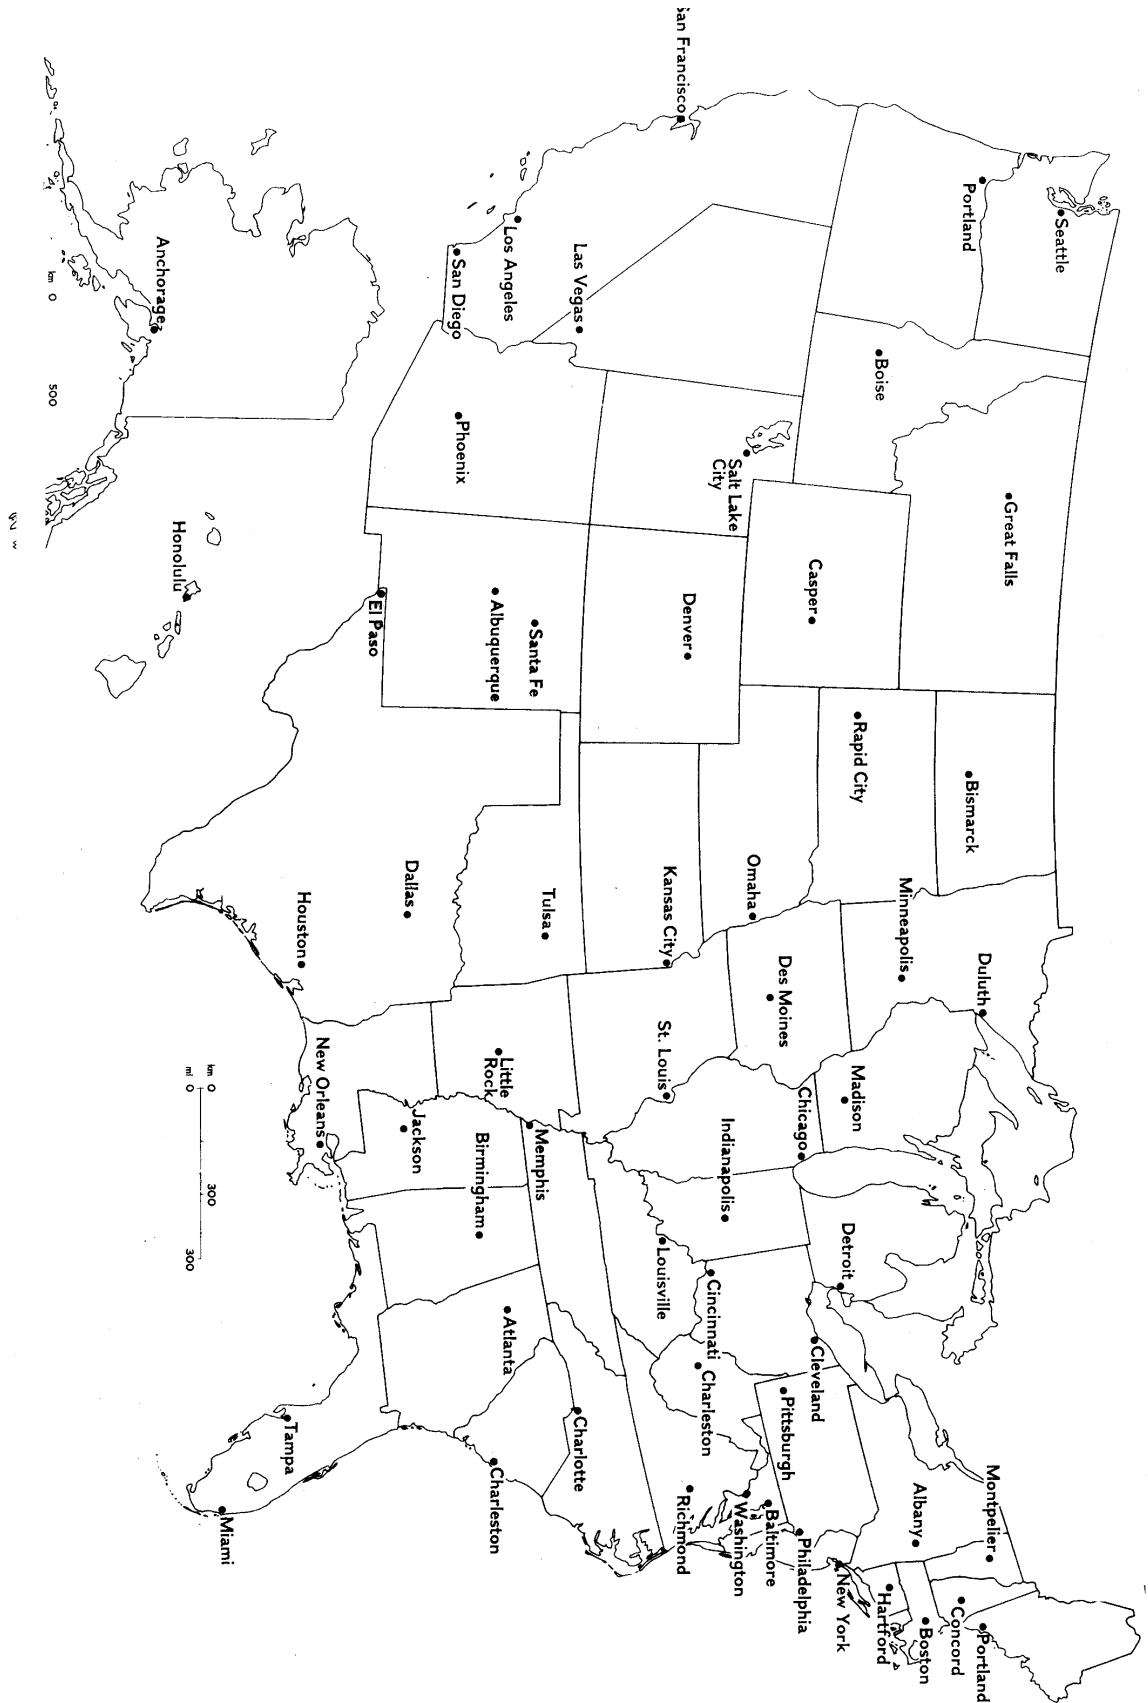 San Francisco
Portland
Seattle
Los Angeles
San Diego
Las Vegas
Boise
Anchorage
km 0
500
Phoenix
Salt Lake
City
Great Falls
Honolulu
El Paso
Albuquerque
Santa Fe
Denver
Casper
Rapid City
Bismarck
Dallas
Houston
Tulsa
Kansas City
Omaha
Minneapolis
Des Moines
Duluth
New Orleans
Little
Rock
St. Louis
Madison
Chicago
Jackson
Memphis
Birmingham
Indianapolis
km 0
300
mi 0
300
Louisville
Cincinnati
Detroit
Cleveland
Atlanta
Charleston
Pittsburgh
Tampa
Miami
Charlotte
Charleston
Richmond
Washington
Baltimore
Philadelphia
New York
Albany
Montpelier
Hartford
Boston
Concord
Portland